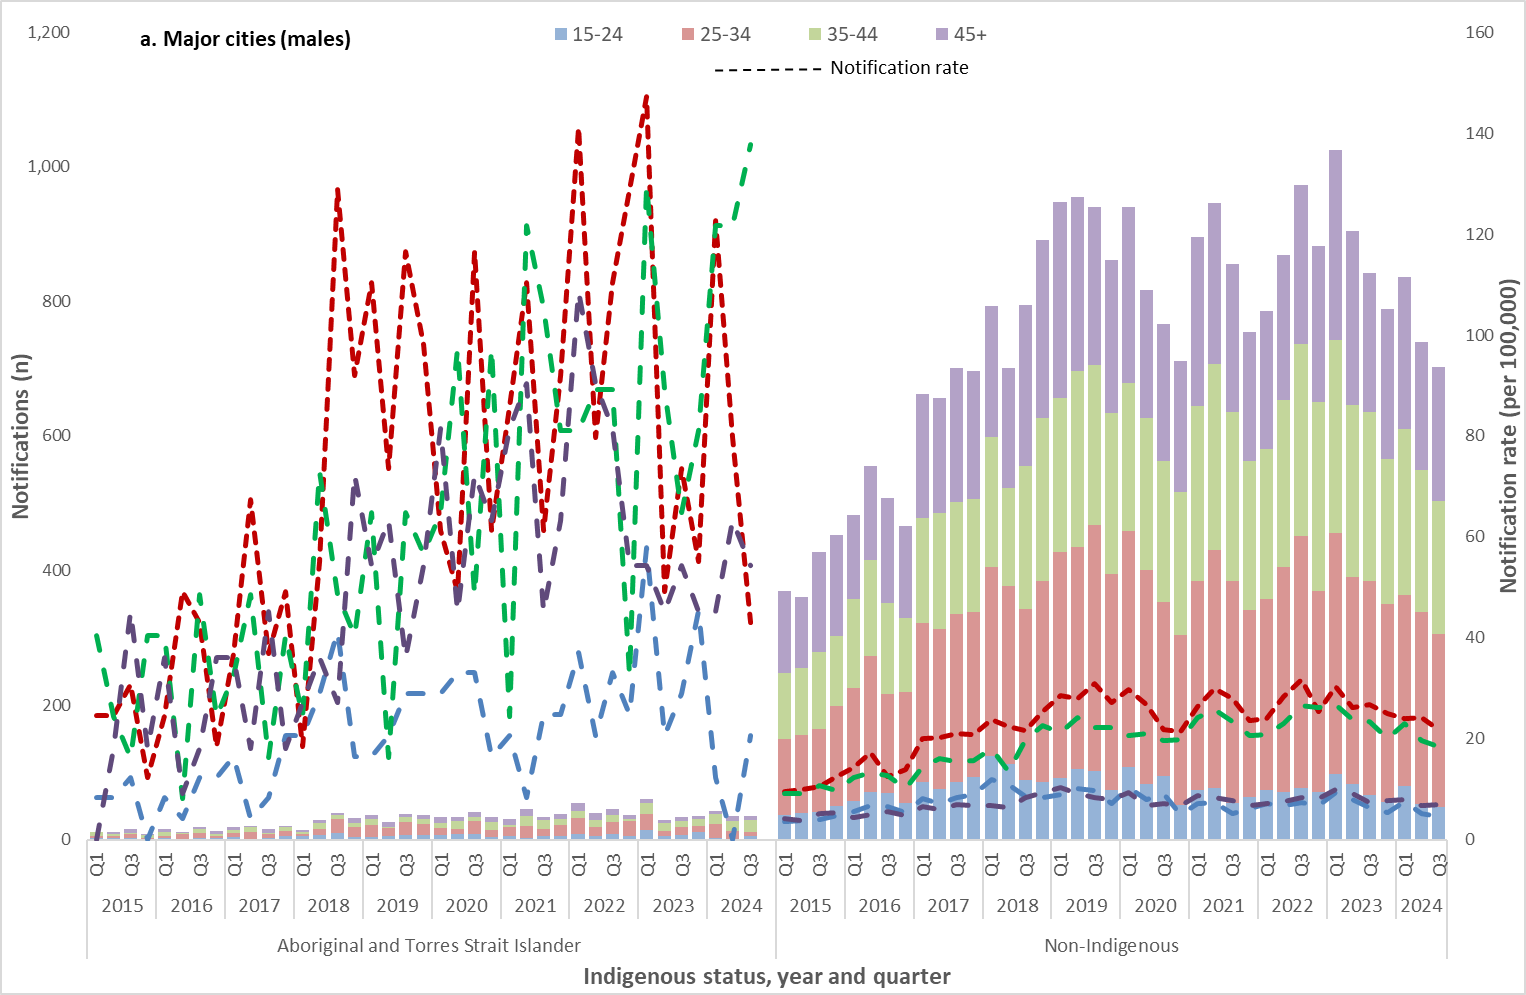 a. Major cities (males)
15-24 25-34 35-44 45+
Notification rate
1,200
1,000
800
600
400
200
0
Notifications (n)
160
140
120
100
80
60
40
20
0
Notification rate (per 100,000)
Q1 Q3 Q1 Q3 Q1 Q3 Q1 Q3 Q1 Q3 Q1 Q3 Q1 Q3 Q1 Q3 Q1 Q3 Q1 Q3 Q1 Q3 Q1 Q3 Q1 Q3 Q1 Q3 Q1 Q3 Q1 Q3 Q1 Q3 Q1 Q3 Q1 Q3 Q1 Q3
2015 2016 2017 2018 2019 2020 2021 2022 2023 2024 2015 2016 2017 2018 2019 2020 2021 2022 2023 2024
Aboriginal and Torres Strait Islander Non-Indigenous
Indigenous status, year and quarter